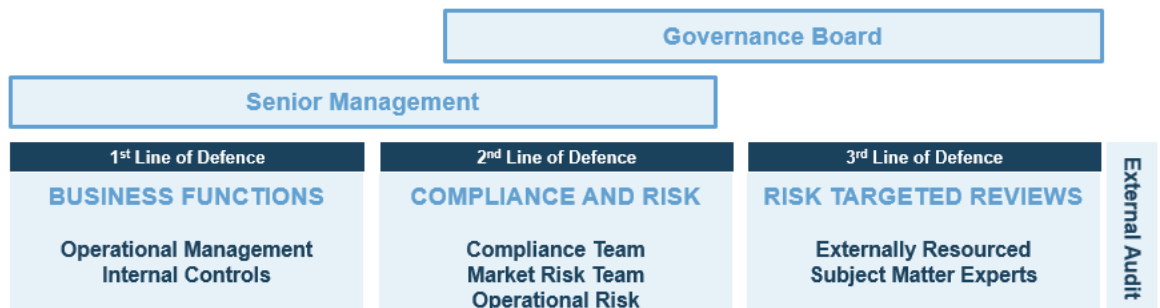 Governance Board
Senior Management
1st Line of Defence
2nd Line of Defence
3rd Line of Defence
BUSINESS FUNCTIONS
COMPLIANCE AND RISK
RISK TARGETED REVIEWS
Operational Management
Internal Controls
Compliance Team
Market Risk Team
Operational Risk
Externally Resourced
Subject Matter Experts
External Audit